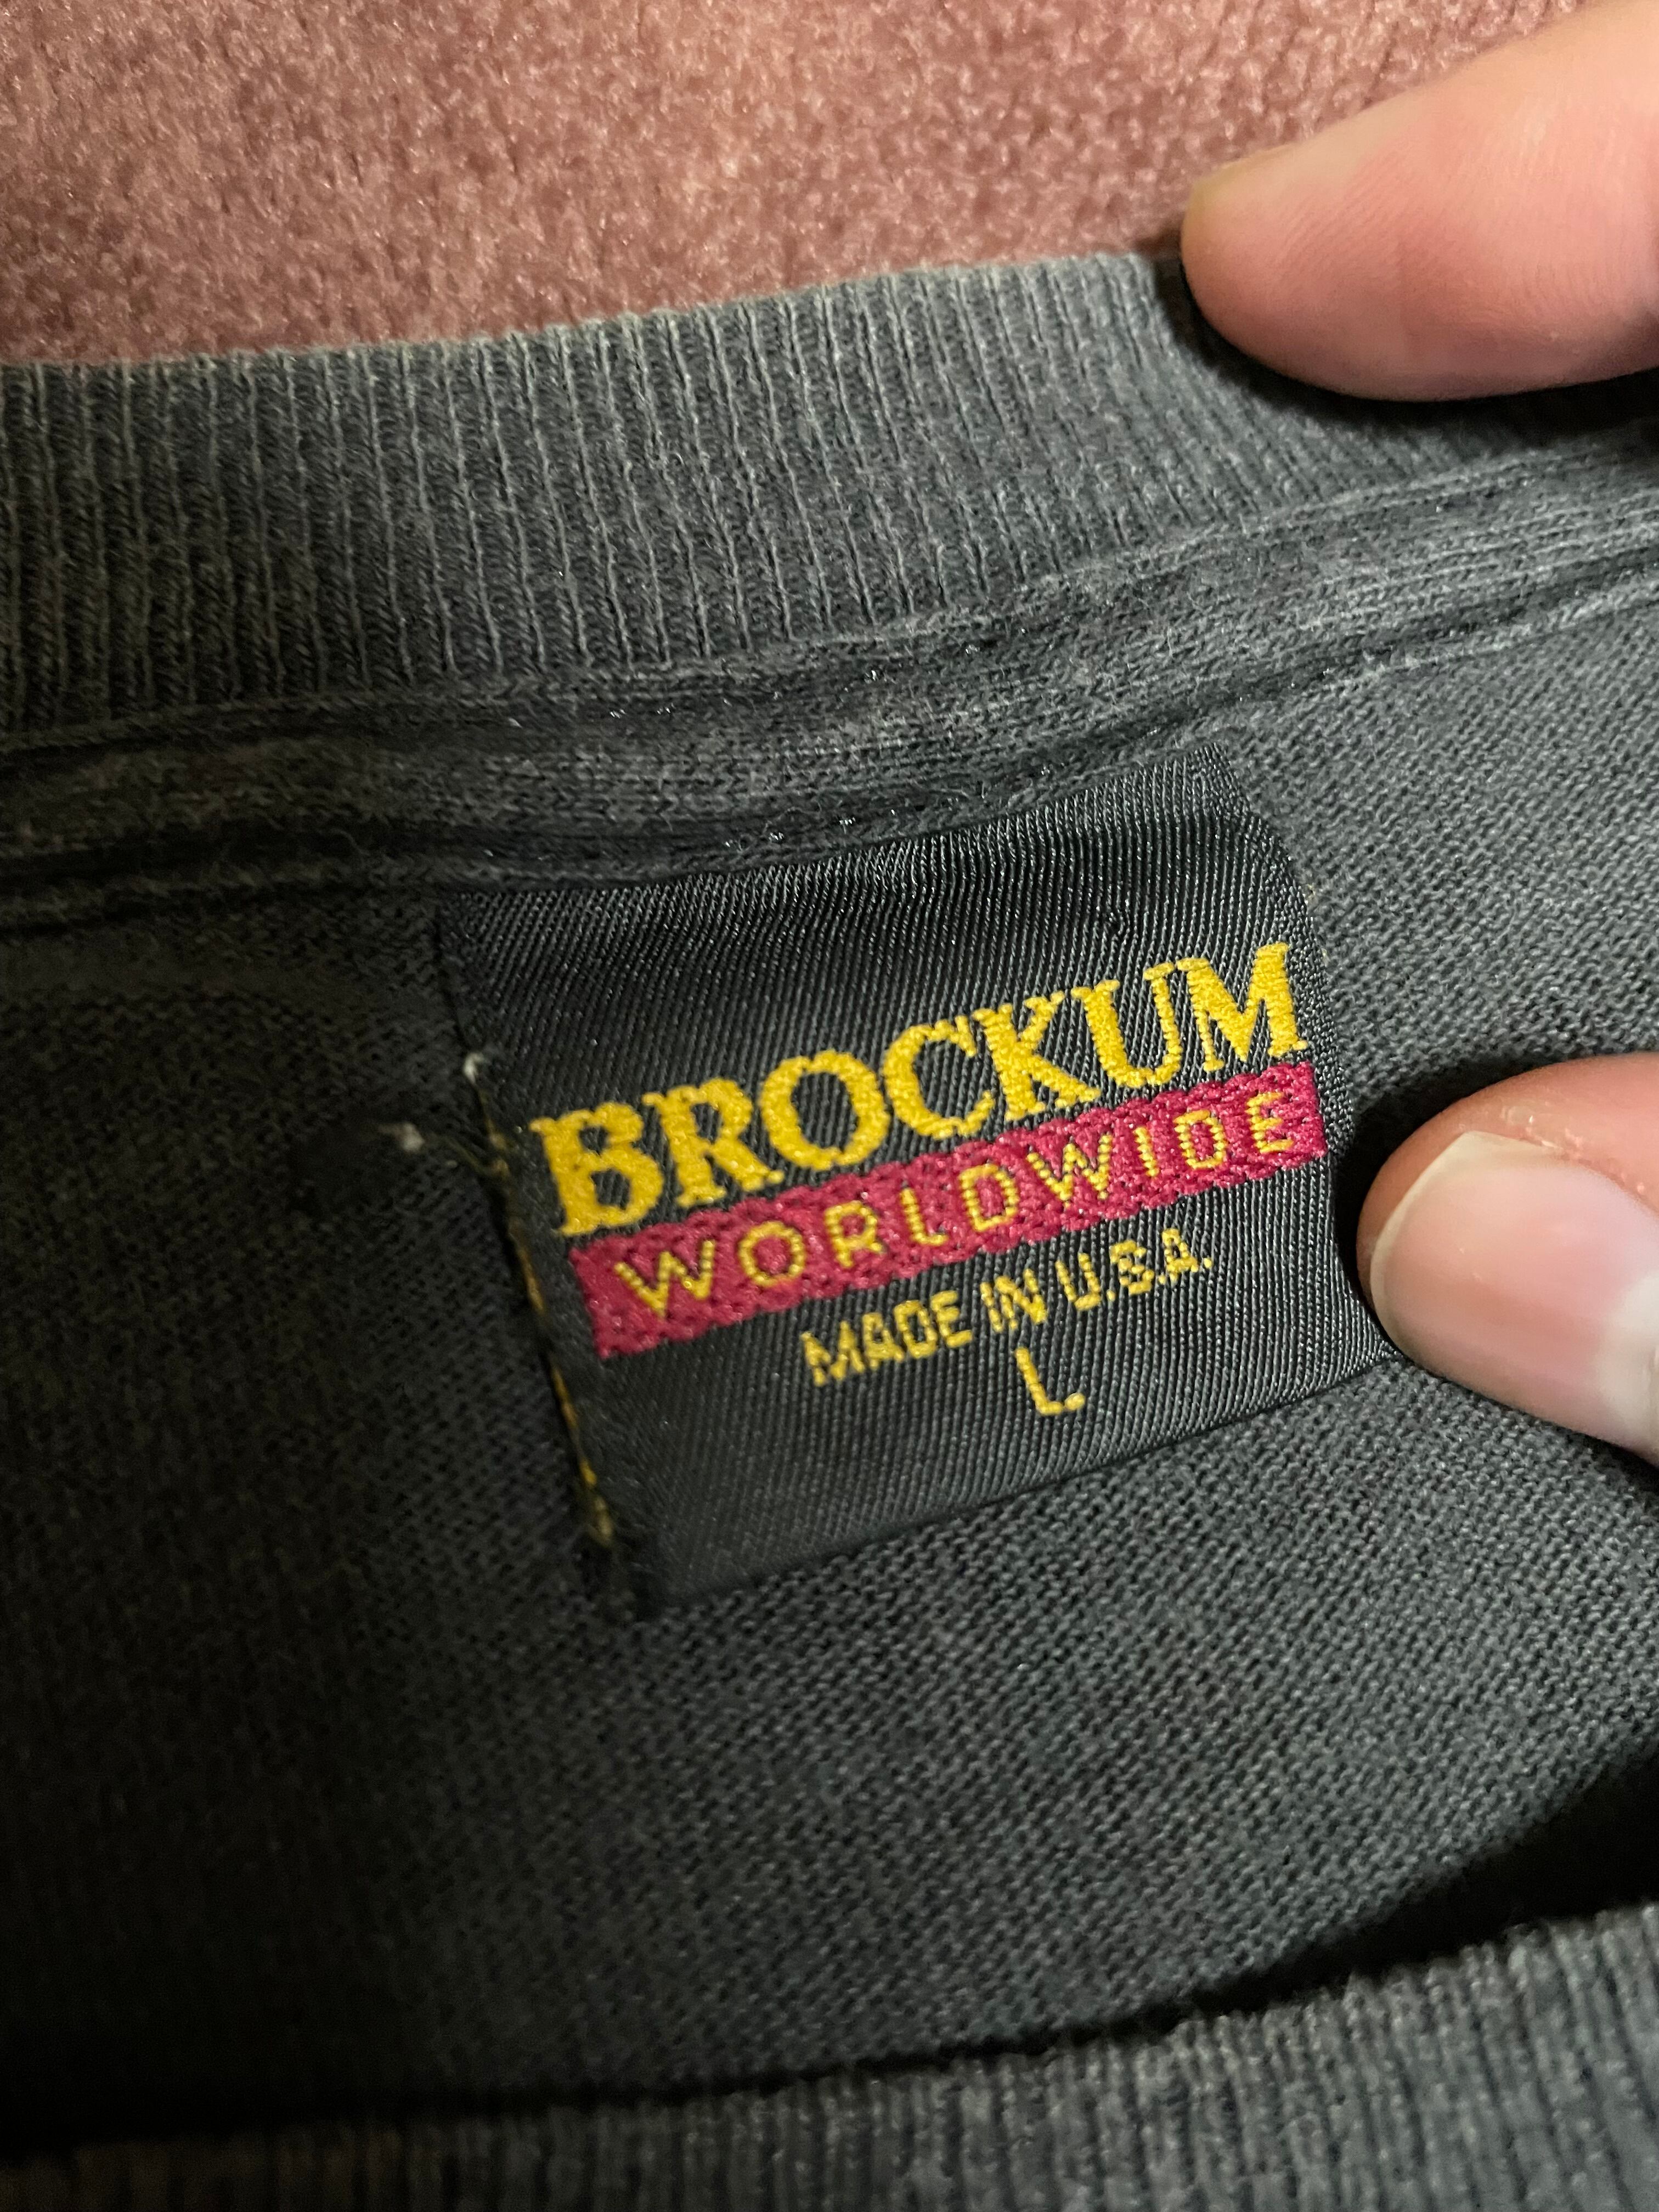 BROCKUM
WORLDWIDE
MADE IN U.S.A.
L.